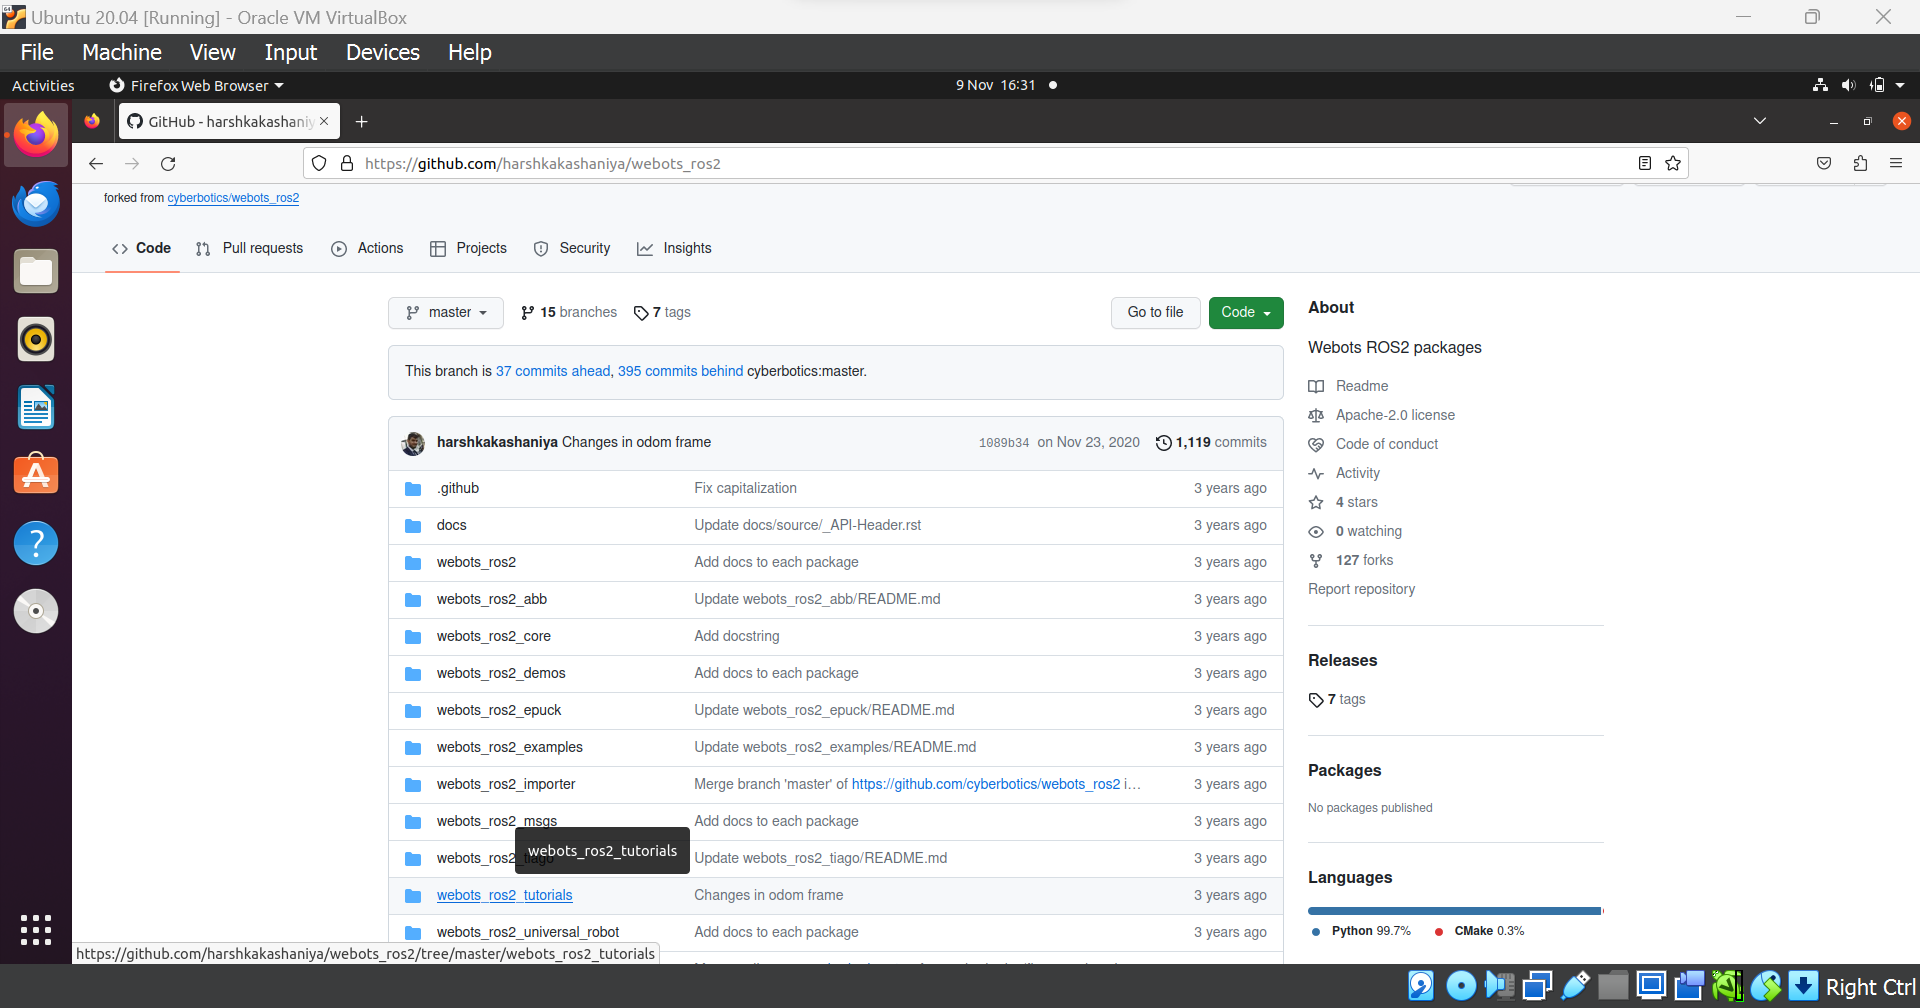 Ubuntu 20.04 [Running] - Oracle VM VirtualBox
File Machine View Input Devices Help
Activities Firefox Web Browser 9 Nov 16:31
GitHub - harshkakashaniy
https://github.com/harshkakashaniya/webots_ros2
forked from cyberbotics/webots_ros2
Code Pull requests Actions Projects Security Insights
master 15 branches 7 tags Go to file Code
This branch is 37 commits ahead, 395 commits behind cyberbotics:master.
harshkakashaniya Changes in odom frame 1089b34 on Nov 23, 2020 1,119 commits
.github Fix capitalization 3 years ago
docs Update docs/source/_API-Header.rst 3 years ago
webots_ros2 Add docs to each package 3 years ago
webots_ros2_abb Update webots_ros2_abb/README.md 3 years ago
webots_ros2_core Add docstring 3 years ago
webots_ros2_demos Add docs to each package 3 years ago
webots_ros2_epuck Update webots_ros2_epuck/README.md 3 years ago
webots_ros2_examples Update webots_ros2_examples/README.md 3 years ago
webots_ros2_importer Merge branch 'master' of https://github.com/cyberbotics/webots_ros2 i... 3 years ago
webots_ros2_msgs Add docs to each package 3 years ago
webots_ros2_tutorials
webots_ros2_tiago Update webots_ros2_tiago/README.md 3 years ago
webots_ros2_tutorials Changes in odom frame 3 years ago
webots_ros2_universal_robot Add docs to each package 3 years ago
https://github.com/harshkakashaniya/webots_ros2/tree/master/webots_ros2_tutorials
About
Webots ROS2 packages
Readme
Apache-2.0 license
Code of conduct
Activity
4 stars
0 watching
127 forks
Report repository
Releases
7 tags
Packages
No packages published
Languages
Python 99.7% CMake 0.3%
Right Ctrl